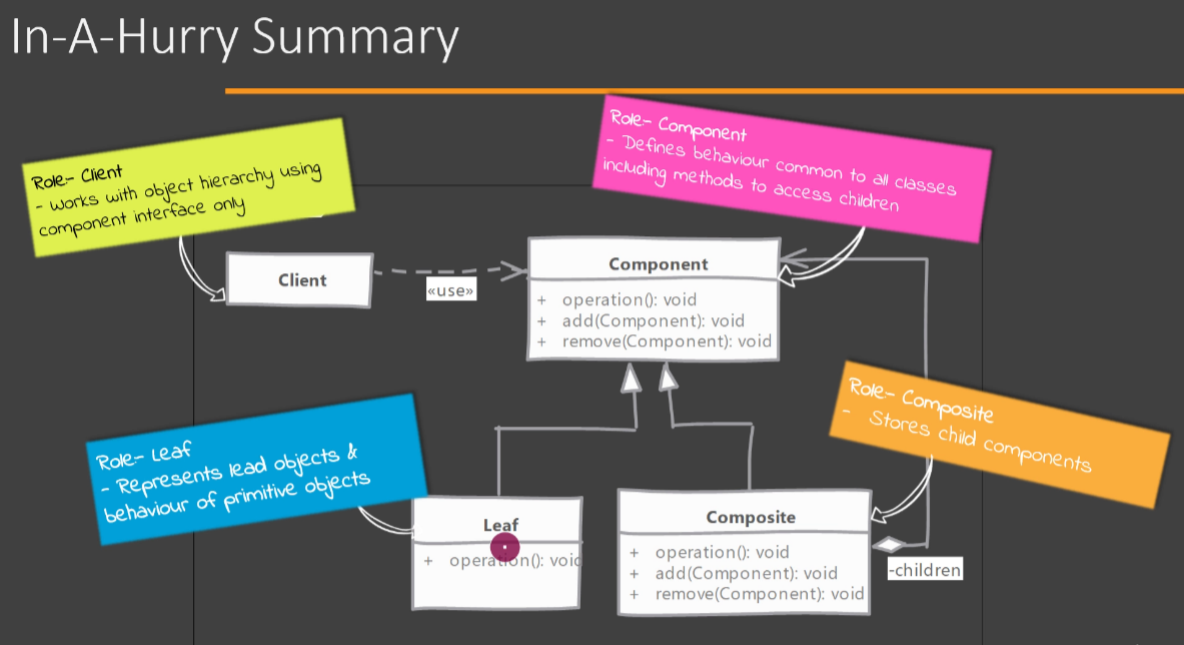 In-A-Hurry Summary
Role:- Client
- works with object hierarchy using
component interface only
Role:- Component
- Defines behaviour common to all classes
including methods to access children
Client
«use»
Component
+ operation(): void
+ add(Component): void
+ remove(Component): void
Role:- Composite
- Stores child components
Role:- Leaf
- Represents lead objects &
behaviour of primitive objects
Leaf
+ operation(): void
Composite
+ operation(): void
+ add(Component): void
+ remove(Component): void
-children